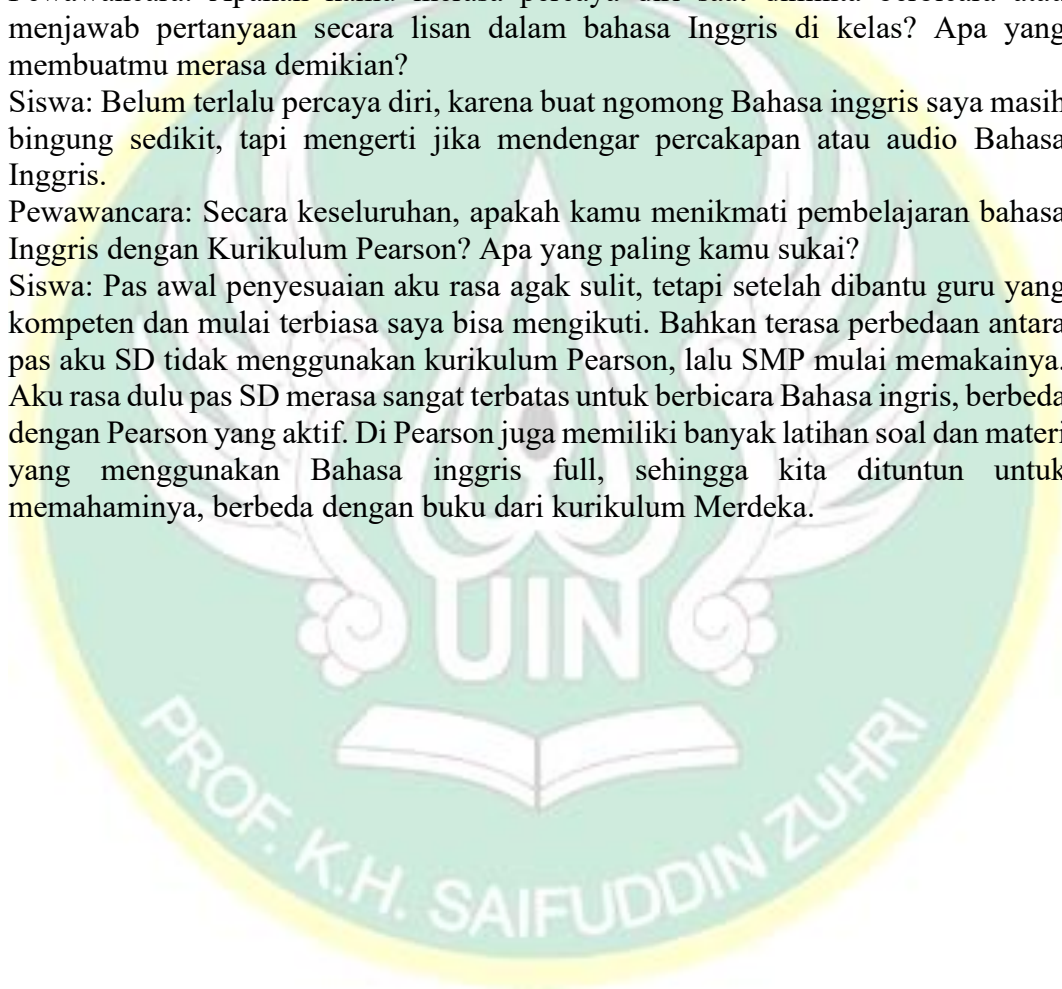 menjawab pertanyaan secara lisan dalam bahasa Inggris di kelas? Apa yang
membuatmu merasa demikian?
Siswa: Belum terlalu percaya diri, karena buat ngomong Bahasa inggris saya masih
bingung sedikit, tapi mengerti jika mendengar percakapan atau audio Bahasa
Inggris.
Pewawancara: Secara keseluruhan, apakah kamu menikmati pembelajaran bahasa
Inggris dengan Kurikulum Pearson? Apa yang paling kamu sukai?
Siswa: Pas awal penyesuaian aku rasa agak sulit, tetapi setelah dibantu guru yang
kompeten dan mulai terbiasa saya bisa mengikuti. Bahkan terasa perbedaan antara
pas aku SD tidak menggunakan kurikulum Pearson, lalu SMP mulai memakainya.
Aku rasa dulu pas SD merasa sangat terbatas untuk berbicara Bahasa ingris, berbeda
dengan Pearson yang aktif. Di Pearson juga memiliki banyak latihan soal dan materi
yang menggunakan Bahasa inggris full, sehingga kita dituntun untuk
memahaminya, berbeda dengan buku dari kurikulum Merdeka.
UIN
PROF. K.H. SAIFUDDIN ZUHRI